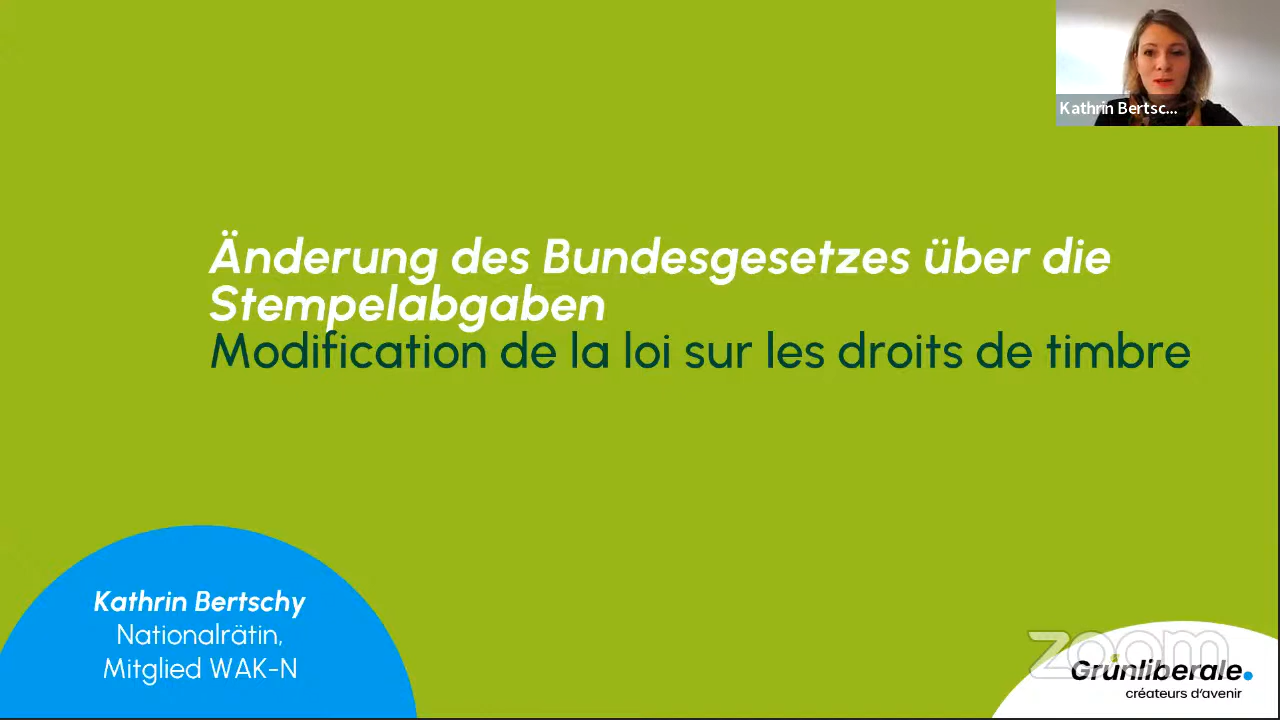 Kathrin Bertsc...
Änderung des Bundesgesetzes über die
Stempelabgaben
Modification de la loi sur les droits de timbre
Kathrin Bertschy
Nationalrätin,
Mitglied WAK-N
zoom
Grünliberale.
créateurs d'avenir